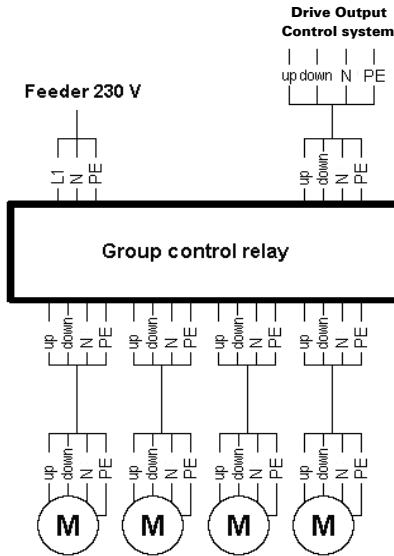 Drive Output
Control system
up down N PE
Feeder 230 V
L1 N PE
up down N PE
Group control relay
up down N PE up down N PE up down N PE up down N PE
up down N PE up down N PE up down N PE up down N PE
M M M M